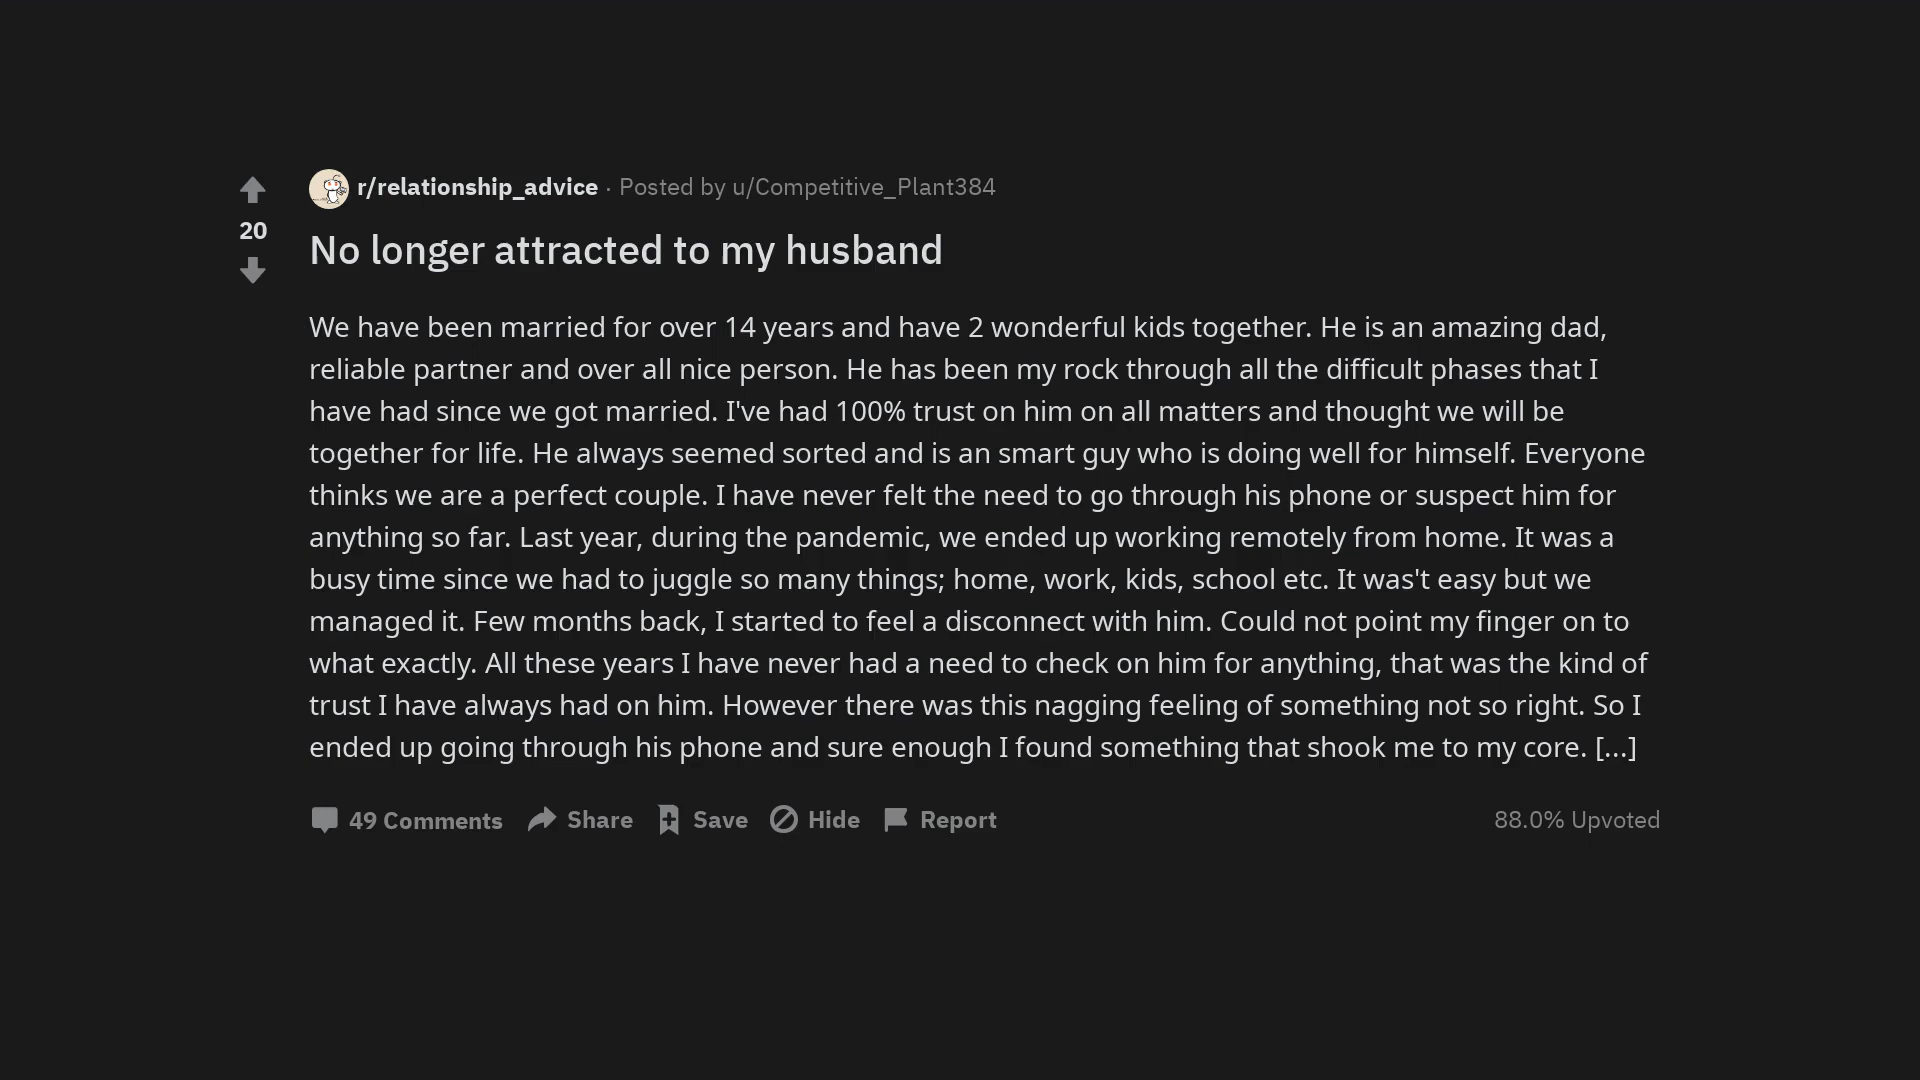 r/relationship_advice · Posted by u/Competitive_Plant384
20
No longer attracted to my husband
We have been married for over 14 years and have 2 wonderful kids together. He is an amazing dad,
reliable partner and over all nice person. He has been my rock through all the difficult phases that I
have had since we got married. I've had 100% trust on him on all matters and thought we will be
together for life. He always seemed sorted and is an smart guy who is doing well for himself. Everyone
thinks we are a perfect couple. I have never felt the need to go through his phone or suspect him for
anything so far. Last year, during the pandemic, we ended up working remotely from home. It was a
busy time since we had to juggle so many things; home, work, kids, school etc. It was't easy but we
managed it. Few months back, I started to feel a disconnect with him. Could not point my finger on to
what exactly. All these years I have never had a need to check on him for anything, that was the kind of
trust I have always had on him. However there was this nagging feeling of something not so right. So I
ended up going through his phone and sure enough I found something that shook me to my core. [...]
49 Comments Share Save Hide Report 88.0% Upvoted